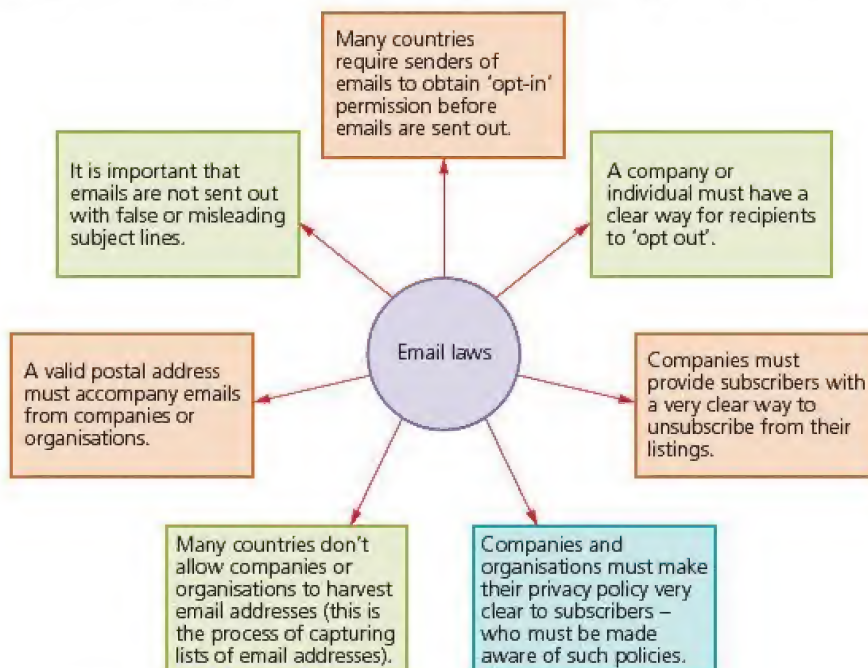 Many countries
require senders of
emails to obtain ‘opt-in’
permission before
emails are sent out.
It is important that
emails are not sent out
with false or misleading
subject lines.
A company or
individual must have a
clear way for recipients
to ‘opt out’.
Email laws
A valid postal address
must accompany emails
from companies or
organisations.
Companies must
provide subscribers with
a very clear way to
unsubscribe from their
listings.
Many countries don’t
allow companies or
organisations to harvest
email addresses (this is
the process of capturing
lists of email addresses).
Companies and
organisations must make
their privacy policy very
clear to subscribers –
who must be made
aware of such policies.